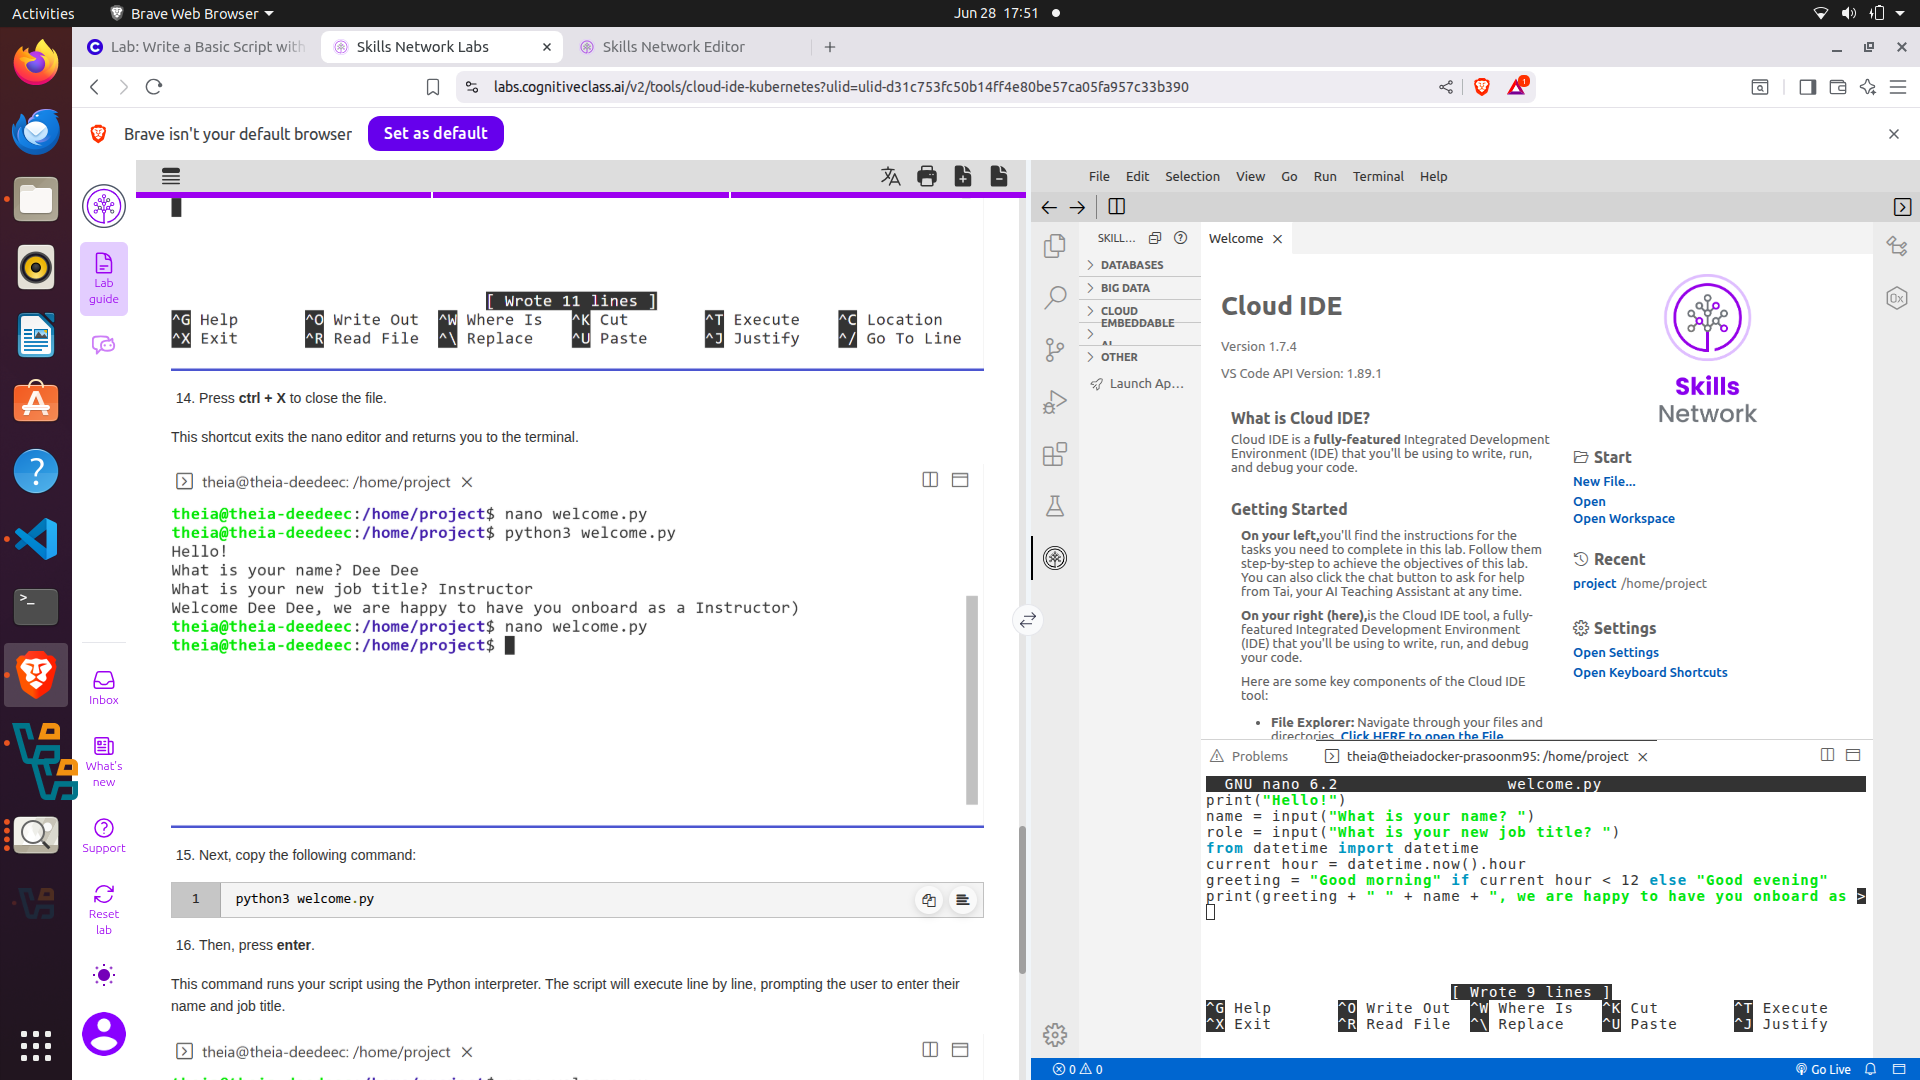 Activities
Brave Web Browser
Jun 28 17:51
Lab: Write a Basic Script with
Skills Network Labs
Skills Network Editor
labs.cognitiveclass.ai/v2/tools/cloud-ide-kubernetes?ulid=ulid-d31c753fc50b14ff4e80be57ca05fa957c33b390
1
Brave isn't your default browser
Set as default
Lab guide
Inbox
What's new
Support
Reset lab
[ Wrote 11 lines ]
^G Help ^O Write Out ^W Where Is ^K Cut ^T Execute ^C Location
^X Exit ^R Read File ^\ Replace ^U Paste ^J Justify ^/ Go To Line
14. Press ctrl + X to close the file.
This shortcut exits the nano editor and returns you to the terminal.
theia@theia-deedeec: /home/project
theia@theia-deedeec:/home/project$ nano welcome.py
theia@theia-deedeec:/home/project$ python3 welcome.py
Hello!
What is your name? Dee Dee
What is your new job title? Instructor
Welcome Dee Dee, we are happy to have you onboard as a Instructor)
theia@theia-deedeec:/home/project$ nano welcome.py
theia@theia-deedeec:/home/project$
15. Next, copy the following command:
1 python3 welcome.py
16. Then, press enter.
This command runs your script using the Python interpreter. The script will execute line by line, prompting the user to enter their
name and job title.
theia@theia-deedeec: /home/project
File Edit Selection View Go Run Terminal Help
SKILL...
DATABASES
BIG DATA
CLOUD
EMBEDDABLE
OTHER
Launch Ap...
Welcome
Cloud IDE
Version 1.7.4
VS Code API Version: 1.89.1
What is Cloud IDE?
Cloud IDE is a fully-featured Integrated Development
Environment (IDE) that you'll be using to write, run,
and debug your code.
Getting Started
On your left,you'll find the instructions for the
tasks you need to complete in this lab. Follow them
step-by-step to achieve the objectives of this lab.
You can also click the chat button to ask for help
from Tai, your AI Teaching Assistant at any time.
On your right (here),is the Cloud IDE tool, a fully-
featured Integrated Development Environment
(IDE) that you'll be using to write, run, and debug
your code.
Here are some key components of the Cloud IDE
tool:
• File Explorer: Navigate through your files and
directories. Click HERE to open the File
Skills
Network
Start
New File...
Open
Open Workspace
Recent
project /home/project
Settings
Open Settings
Open Keyboard Shortcuts
Problems
theia@theiadocker-prasoonm95: /home/project
GNU nano 6.2 welcome.py
print("Hello!")
name = input("What is your name? ")
role = input("What is your new job title? ")
from datetime import datetime
current hour = datetime.now().hour
greeting = "Good morning" if current hour < 12 else "Good evening"
print(greeting + " " + name + ", we are happy to have you onboard as >
[ Wrote 9 lines ]
^G Help ^O Write Out ^W Where Is ^K Cut ^T Execute
^X Exit ^R Read File ^\ Replace ^U Paste ^J Justify
0 0
Go Live